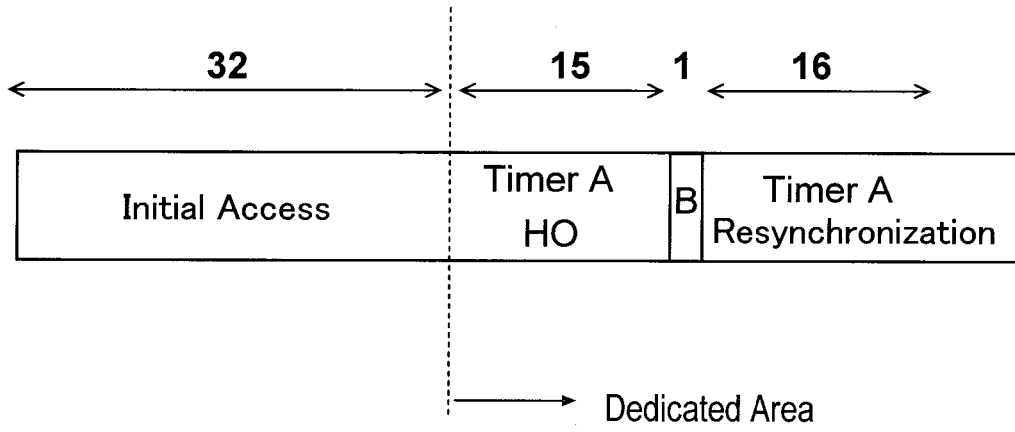 32 15 1 16
Initial Access
Timer A
HO
B
Timer A
Resynchronization
Dedicated Area